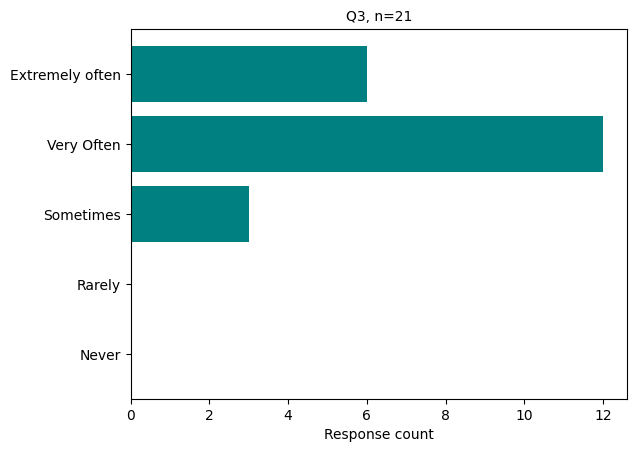 Q3, n=21
Extremely often
Very Often
Sometimes
Rarely
Never
0 2 4 6 8 10 12
Response count